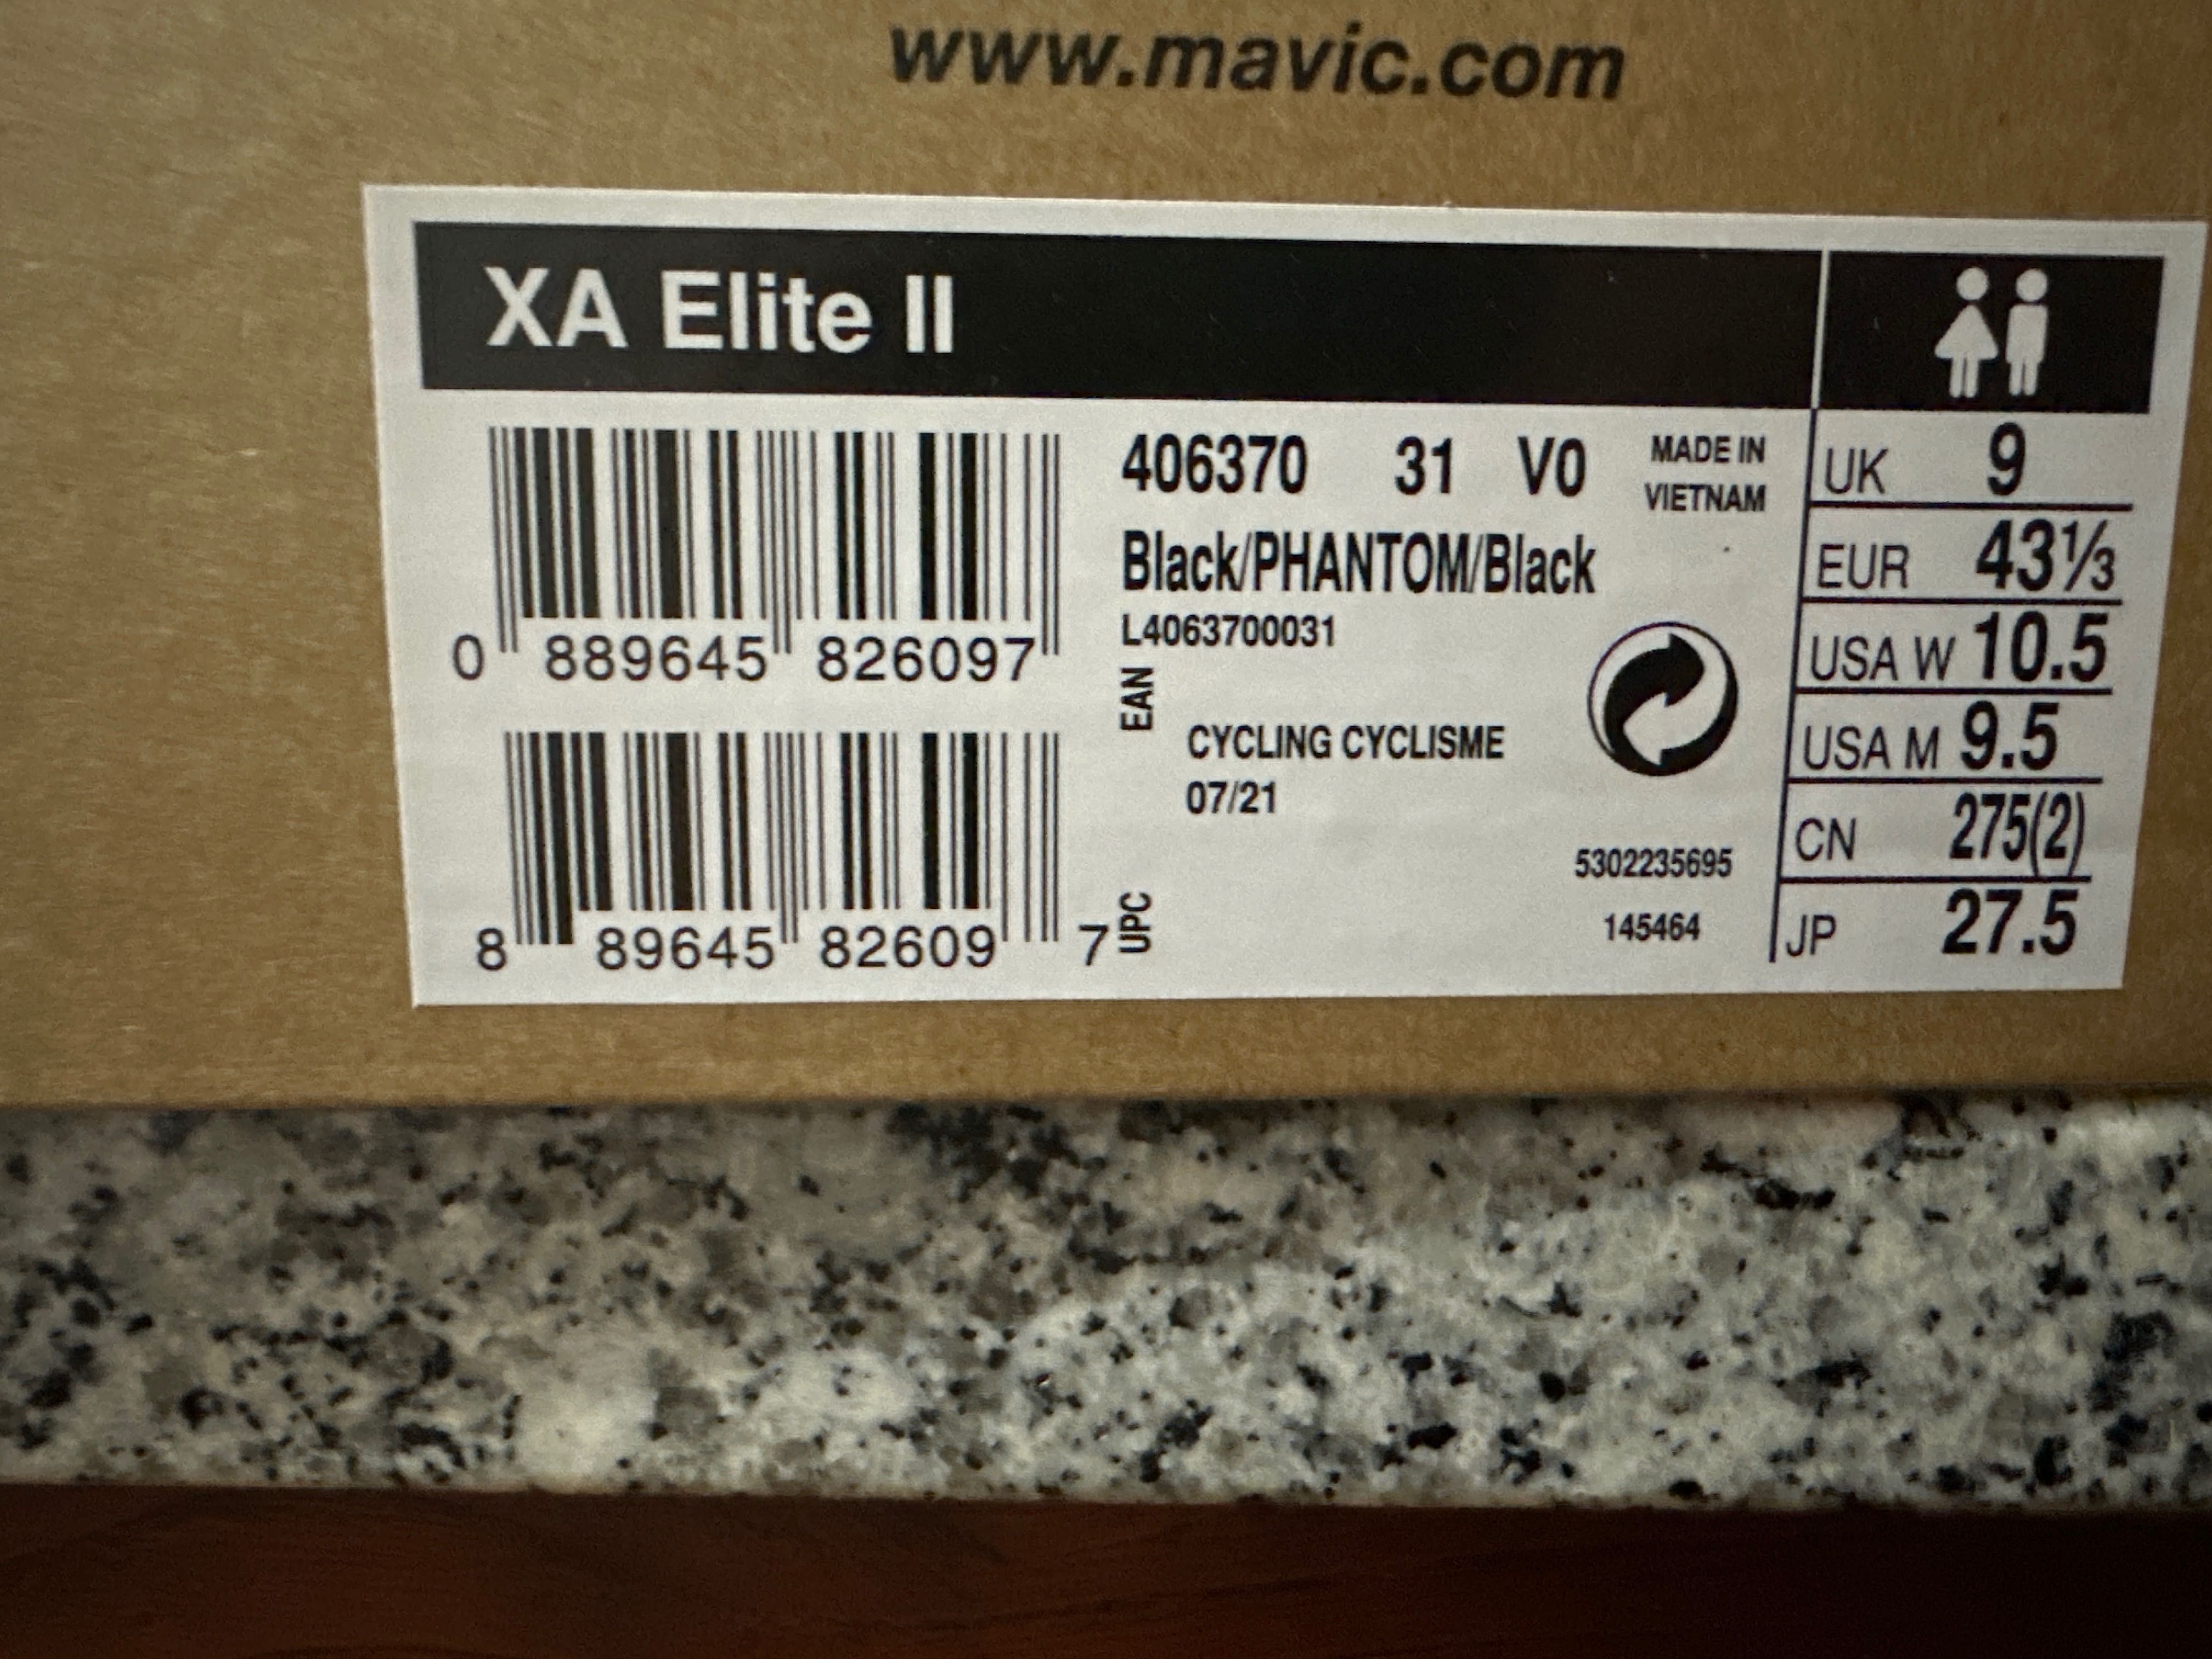 www.mavic.com
XA Elite II
406370 31 V0
MADE IN
VIETNAM
Black/PHANTOM/Black
L4063700031
0 889645 826097
EAN
CYCLING CYCLISME
07/21
8 89645 82609 7
UPC
5302235695
145464
UK 9
EUR 43⅓
USA W 10.5
USA M 9.5
CN 275(2)
JP 27.5